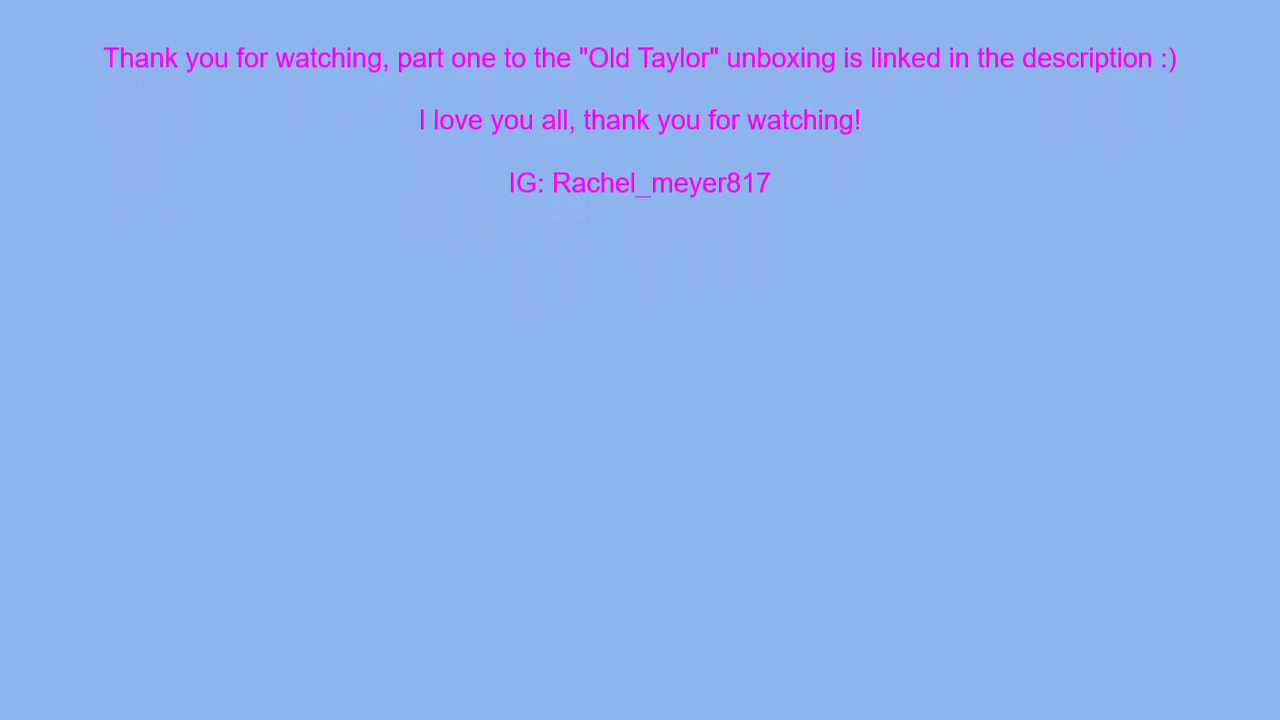 Thank you for watching, part one to the "Old Taylor" unboxing is linked in the description :)
I love you all, thank you for watching!
IG: Rachel_meyer817